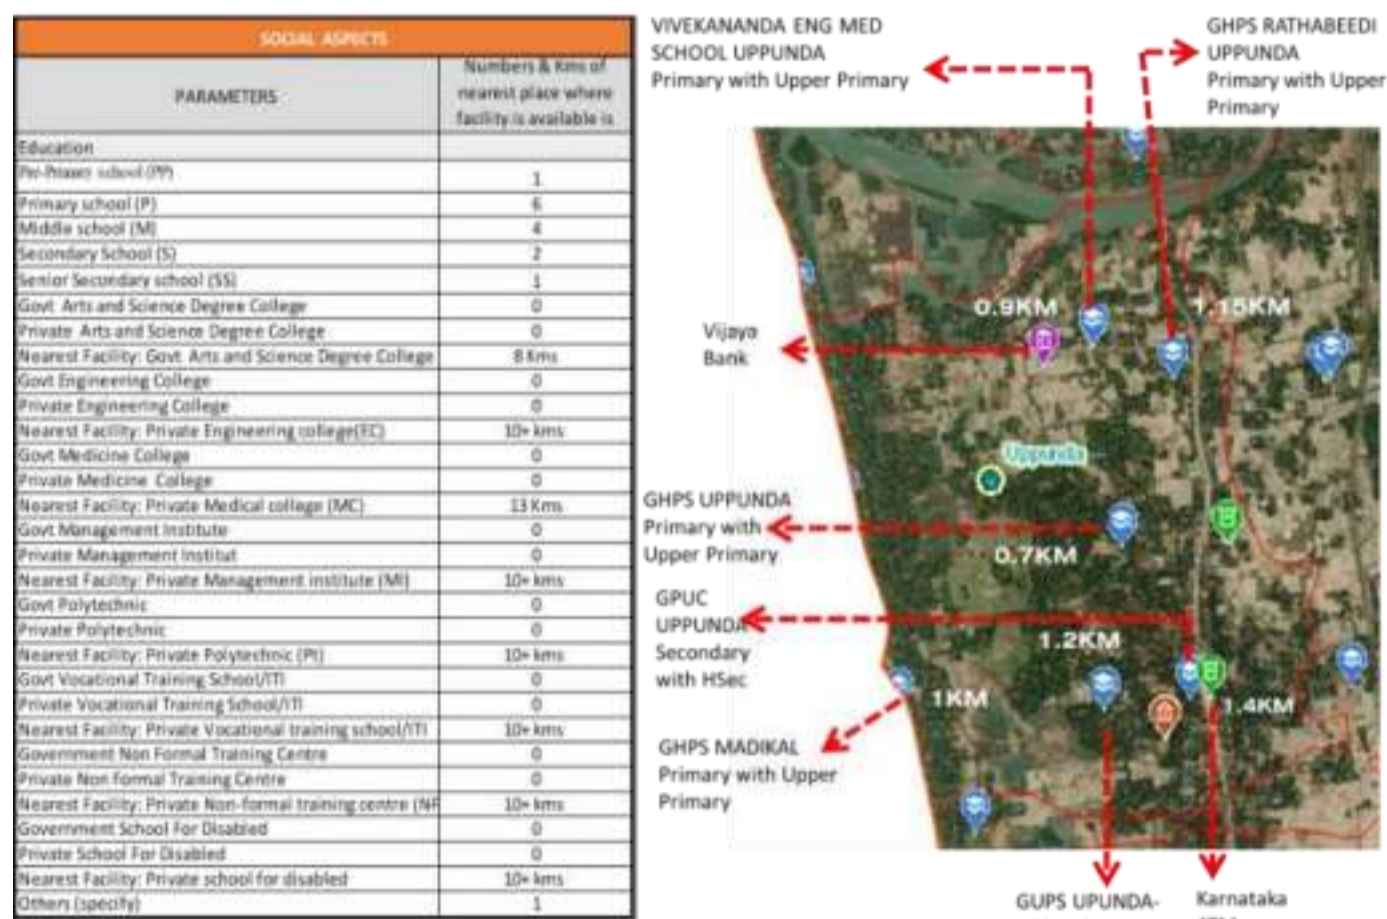 SOCIAL ASPECTS
PARAMETERS
Numbers & Kms of
nearest place where
facility is available is
Education
Pre-Primary school (PP) 1
Primary school (P) 6
Middle school (M) 4
Secondary School (S) 2
Senior Secondary school (SS) 1
Govt Arts and Science Degree College 0
Private Arts and Science Degree College 0
Nearest Facility: Govt Arts and Science Degree College 8 Kms
Govt Engineering College 0
Private Engineering College 0
Nearest Facility: Private Engineering college(EC) 10+ kms
Govt Medicine College 0
Private Medicine College 0
Nearest Facility: Private Medical college (MC) 13 Kms
Govt Management Institute 0
Private Management Institut 0
Nearest Facility: Private Management institute (MI) 10+ kms
Govt Polytechnic 0
Private Polytechnic 0
Nearest Facility: Private Polytechnic (Pt) 10+ kms
Govt Vocational Training School/ITI 0
Private Vocational Training School/ITI 0
Nearest Facility: Private Vocational training school/ITI 10+ kms
Government Non Formal Training Centre 0
Private Non formal Training Centre 0
Nearest Facility: Private Non-formal training centre (NF 10+ kms
Government School For Disabled 0
Private School For Disabled 0
Nearest Facility: Private school for disabled 10+ kms
Others (specify) 1
VIVEKANANDA ENG MED
SCHOOL UPPUNDA
Primary with Upper Primary
GHPS RATHABEEDI
UPPUNDA
Primary with Upper
Primary
0.9KM
1.15KM
Vijaya
Bank
Uppunda
GHPS UPPUNDA
Primary with
Upper Primary
0.7KM
GPUC
UPPUNDA
Secondary
with HSec
1.2KM
1KM
1.4KM
GHPS MADIKAL
Primary with Upper
Primary
GUPS UPUNDA-
Karnataka